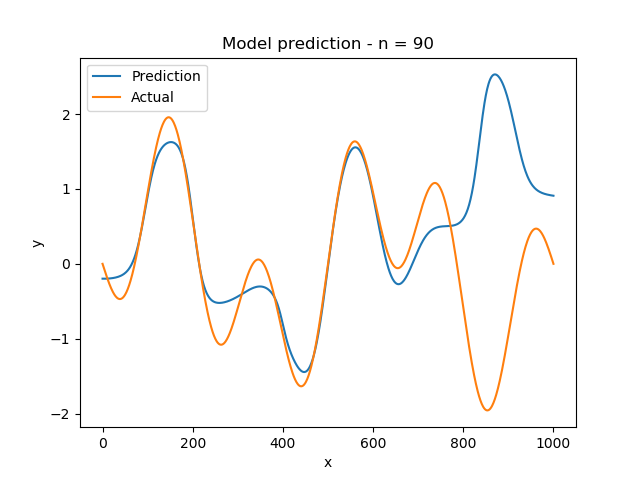 Model prediction - n = 90
Prediction
Actual
y
2
1
0
−1
−2
0 200 400 600 800 1000
x